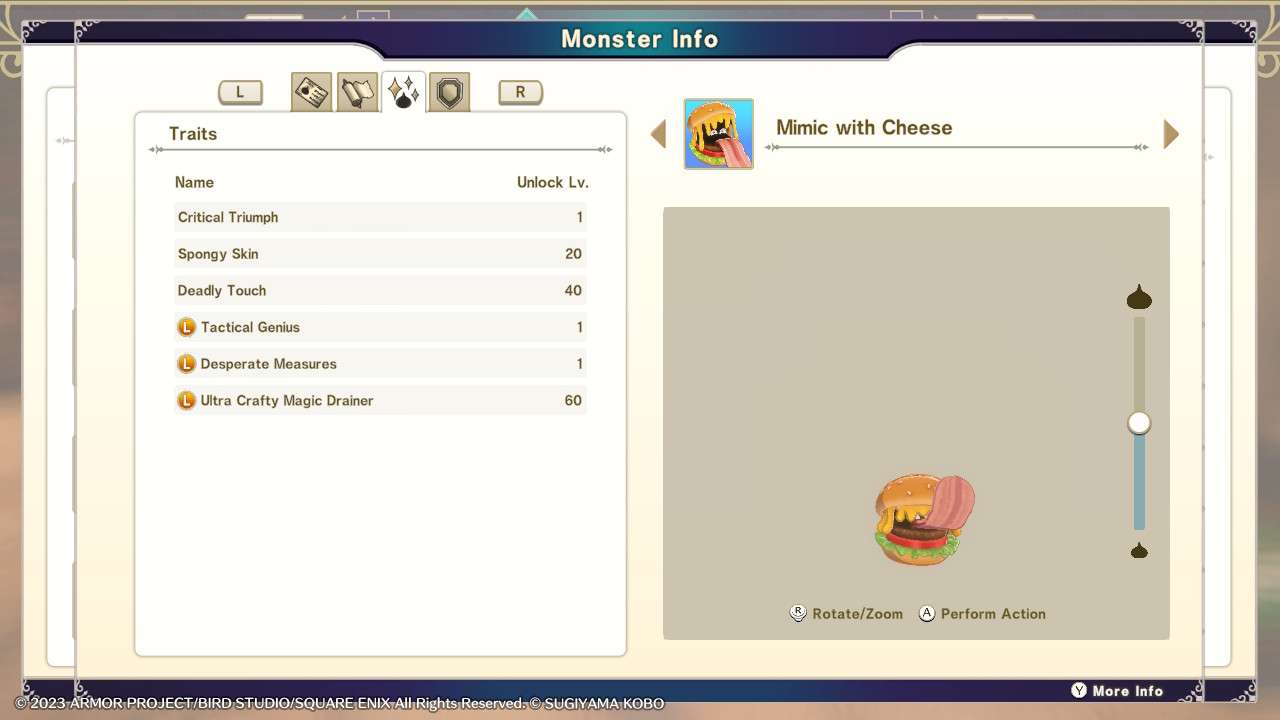 Monster Info
L
R
Traits
Name Unlock Lv.
Critical Triumph 1
Spongy Skin 20
Deadly Touch 40
L Tactical Genius 1
L Desperate Measures 1
L Ultra Crafty Magic Drainer 60
Mimic with Cheese
R Rotate/Zoom A Perform Action
Y More Info
© 2023 ARMOR PROJECT/BIRD STUDIO/SQUARE ENIX All Rights Reserved. © SUGIYAMA KOBO